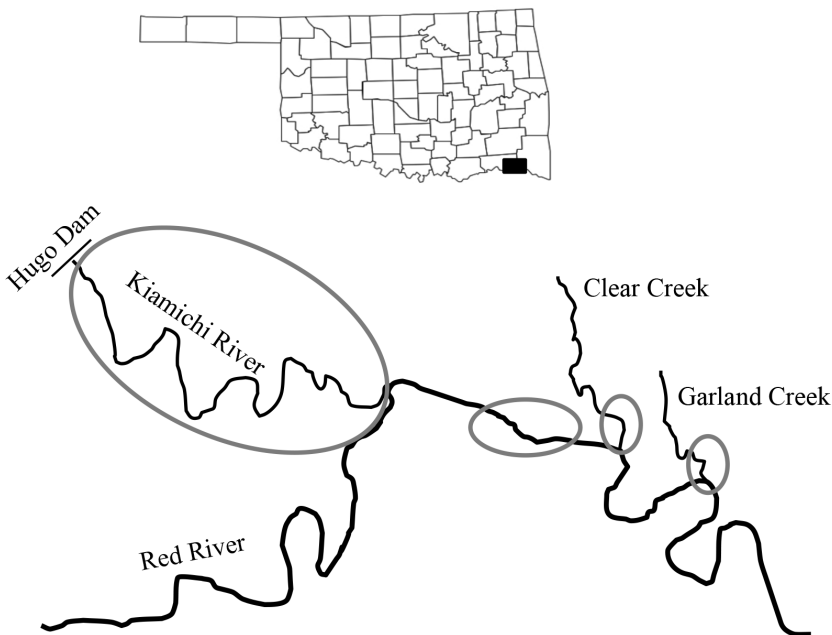 Hugo Dam
Kiamichi River
Clear Creek
Garland Creek
Red River